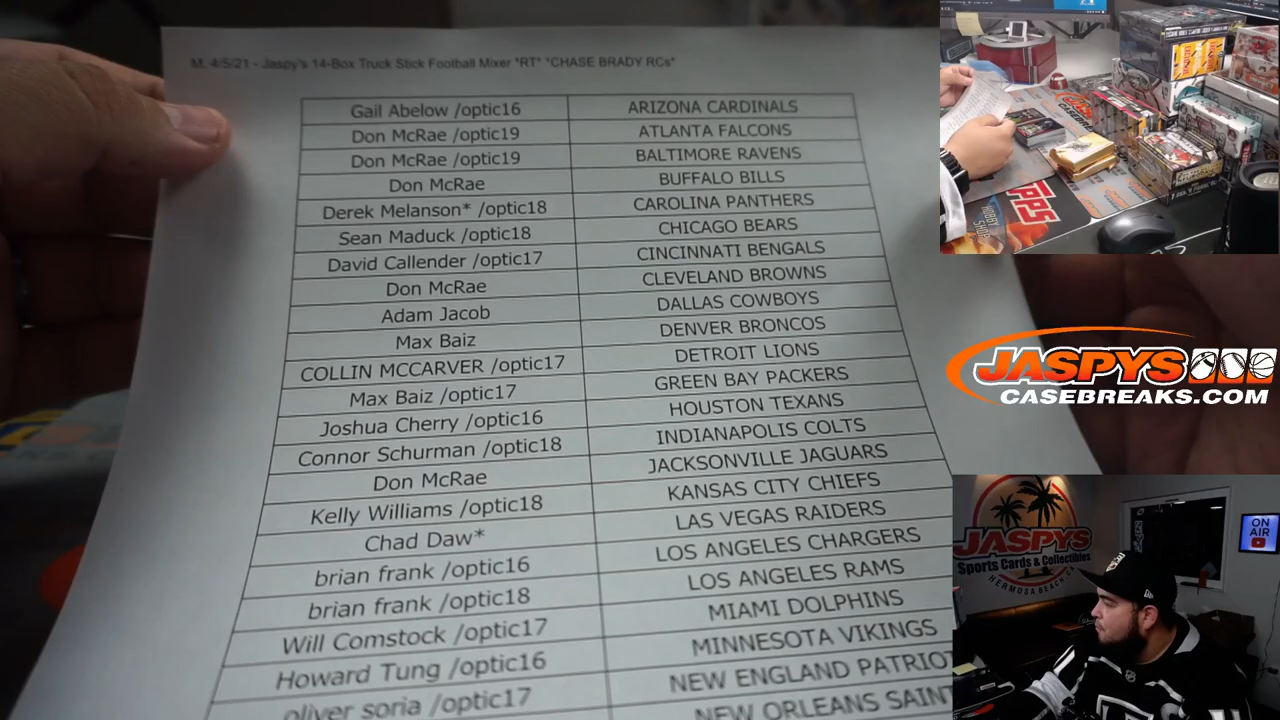 M. 4/5/21 - Jaspy's 14-Box Truck Stick Football Mixer *RT* *CHASE BRADY RCs*
Gail Abelow /optic16 ARIZONA CARDINALS
Don McRae /optic19 ATLANTA FALCONS
Don McRae /optic19 BALTIMORE RAVENS
Don McRae BUFFALO BILLS
Derek Melanson* /optic18 CAROLINA PANTHERS
Sean Maduck /optic18 CHICAGO BEARS
David Callender /optic17 CINCINNATI BENGALS
Don McRae CLEVELAND BROWNS
Adam Jacob DALLAS COWBOYS
Max Baiz DENVER BRONCOS
COLLIN MCCARVER /optic17 DETROIT LIONS
Max Baiz /optic17 GREEN BAY PACKERS
Joshua Cherry /optic16 HOUSTON TEXANS
Connor Schurman /optic18 INDIANAPOLIS COLTS
Don McRae JACKSONVILLE JAGUARS
Kelly Williams /optic18 KANSAS CITY CHIEFS
Chad Daw* LAS VEGAS RAIDERS
brian frank /optic16 LOS ANGELES CHARGERS
brian frank /optic18 LOS ANGELES RAMS
Will Comstock /optic17 MIAMI DOLPHINS
Howard Tung /optic16 MINNESOTA VIKINGS
oliver soria /optic17 NEW ENGLAND PATRIOT
NEW ORLEANS SAINT
TOPPS
HOBBY SHOP
JASPYS
CASEBREAKS.COM
JASPYS
Sports Cards & Collectibles
HERMOSA BEACH, CA
ON AIR